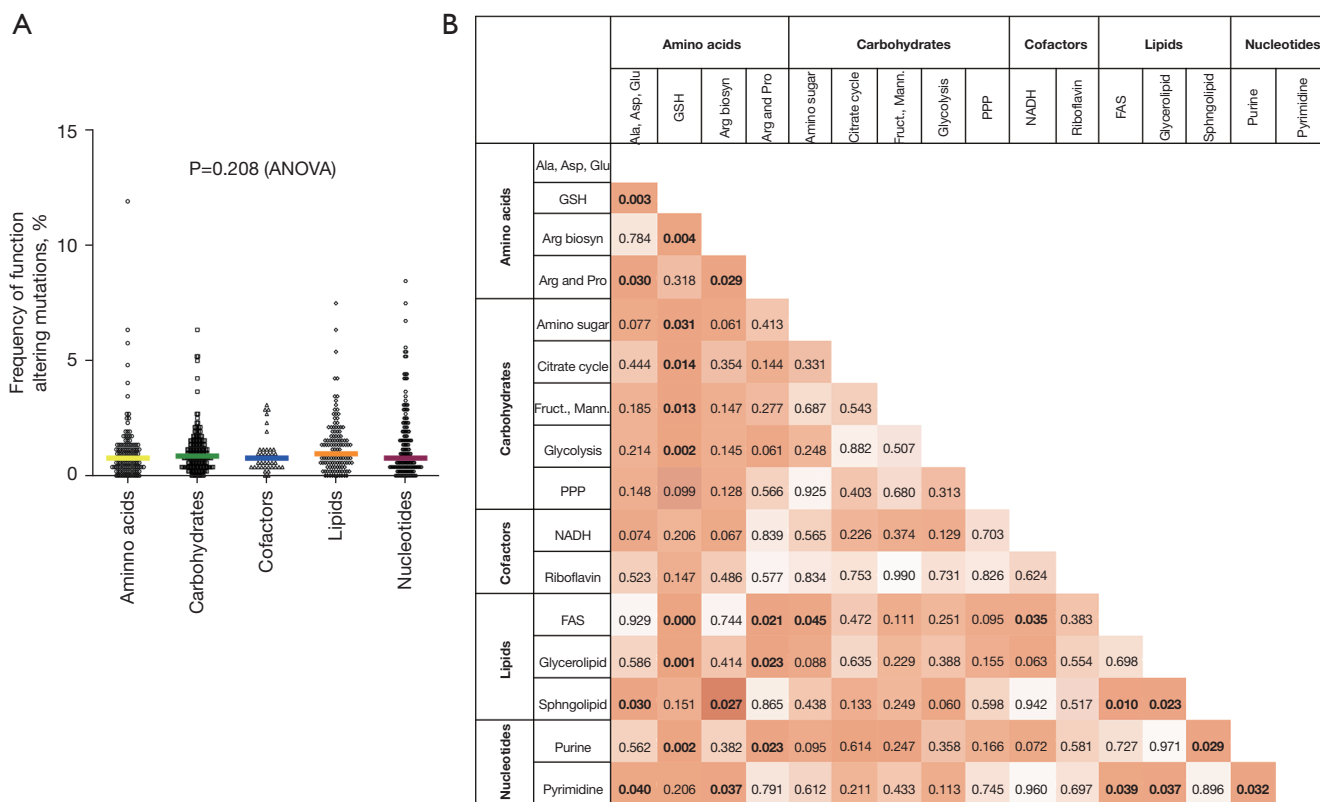 A
15
10
5
0
P=0.208 (ANOVA)
Frequency of function
altering mutations, %
Aminno acids
Carbohydrates
Cofactors
Lipids
Nucleotides
B
Amino acids Carbohydrates Cofactors Lipids Nucleotides
Ala, Asp, Glu GSH Arg biosyn Arg and Pro Amino sugar Citrate cycle Fruct., Mann. Glycolysis PPP NADH Riboflavin FAS Glycerolipid Sphngolipid Purine Pyrimidine
Amino acids
Ala, Asp, Glu
GSH 0.003
Arg biosyn 0.784 0.004
Arg and Pro 0.030 0.318 0.029
Carbohydrates
Amino sugar 0.077 0.031 0.061 0.413
Citrate cycle 0.444 0.014 0.354 0.144 0.331
Fruct., Mann. 0.185 0.013 0.147 0.277 0.687 0.543
Glycolysis 0.214 0.002 0.145 0.061 0.248 0.882 0.507
PPP 0.148 0.099 0.128 0.566 0.925 0.403 0.680 0.313
Cofactors
NADH 0.074 0.206 0.067 0.839 0.565 0.226 0.374 0.129 0.703
Riboflavin 0.523 0.147 0.486 0.577 0.834 0.753 0.990 0.731 0.826 0.624
Lipids
FAS 0.929 0.000 0.744 0.021 0.045 0.472 0.111 0.251 0.095 0.035 0.383
Glycerolipid 0.586 0.001 0.414 0.023 0.088 0.635 0.229 0.388 0.155 0.063 0.554 0.698
Sphngolipid 0.030 0.151 0.027 0.865 0.438 0.133 0.249 0.060 0.598 0.942 0.517 0.010 0.023
Nucleotides
Purine 0.562 0.002 0.382 0.023 0.095 0.614 0.247 0.358 0.166 0.072 0.581 0.727 0.971 0.029
Pyrimidine 0.040 0.206 0.037 0.791 0.612 0.211 0.433 0.113 0.745 0.960 0.697 0.039 0.037 0.896 0.032